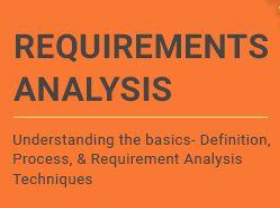 REQUIREMENTS
ANALYSIS
Understanding the basics- Definition,
Process, & Requirement Analysis
Techniques